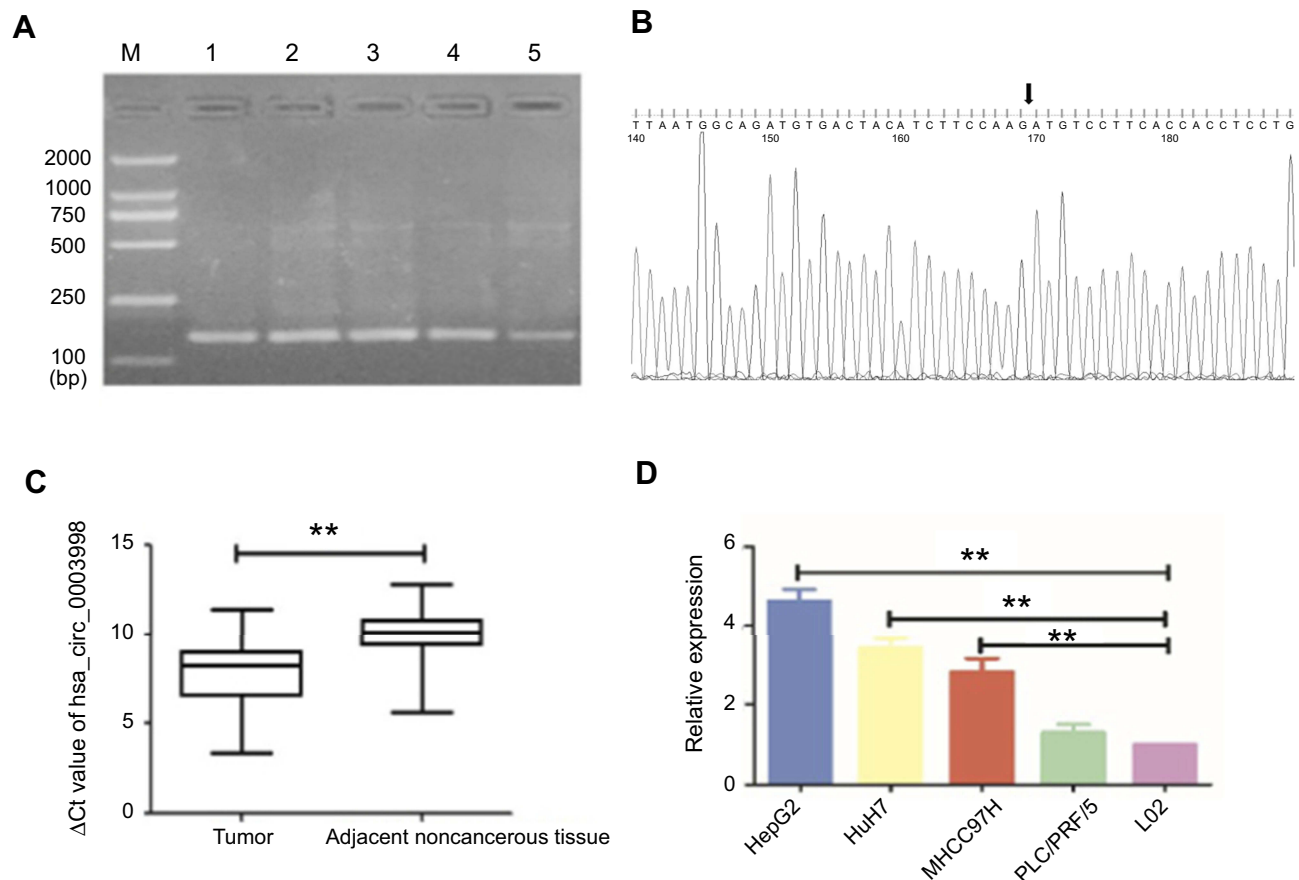 A
M 1 2 3 4 5
2000
1000
750
500
250
100
(bp)
B
T T A A T G G C A G A T G T G A C T A C A T C T T C C A A G A T G T C C T T C A C C A C C T C C T G
140 150 160 170 180
C
ΔCt value of hsa_circ_0003998
15
10
5
0
**
Tumor
Adjacent noncancerous tissue
D
Relative expression
6
4
2
0
**
**
**
HepG2
HuH7
MHCC97H
PLC/PRF/5
L02